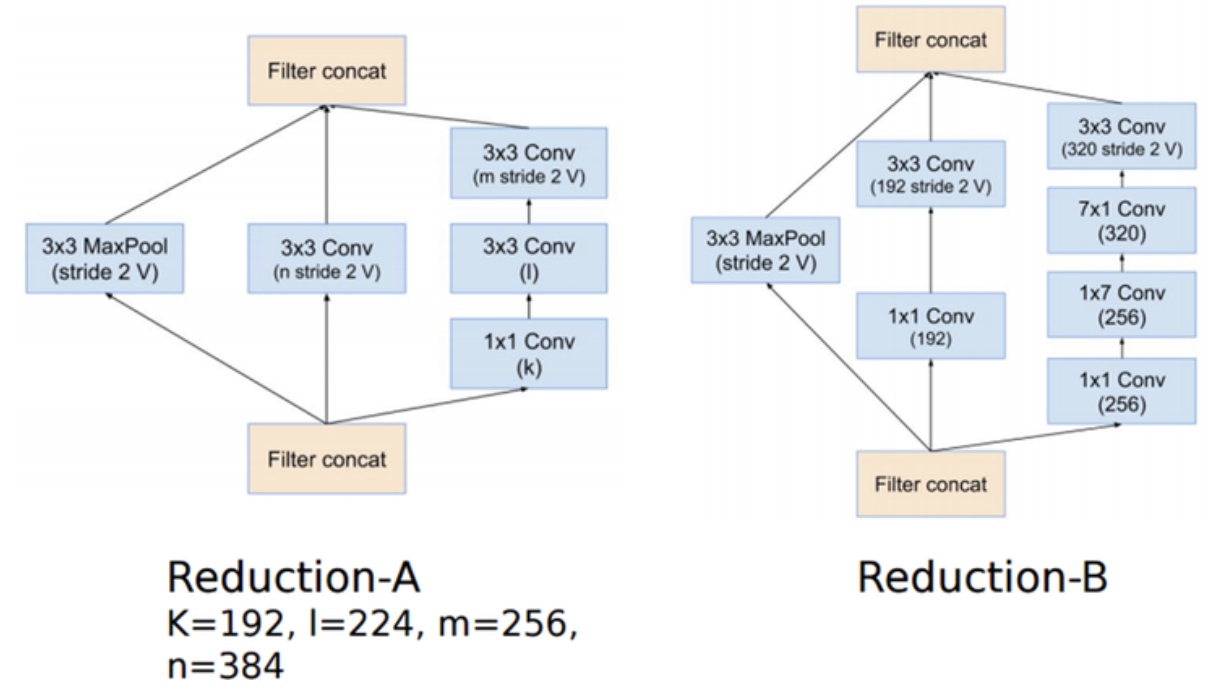 Filter concat
3x3 Conv
(m stride 2 V)
3x3 MaxPool
(stride 2 V)
3x3 Conv
(n stride 2 V)
3x3 Conv
(l)
1x1 Conv
(k)
Filter concat
Reduction-A
K=192, l=224, m=256,
n=384
Filter concat
3x3 Conv
(320 stride 2 V)
3x3 Conv
(192 stride 2 V)
7x1 Conv
(320)
3x3 MaxPool
(stride 2 V)
1x7 Conv
(256)
1x1 Conv
(192)
1x1 Conv
(256)
Filter concat
Reduction-B